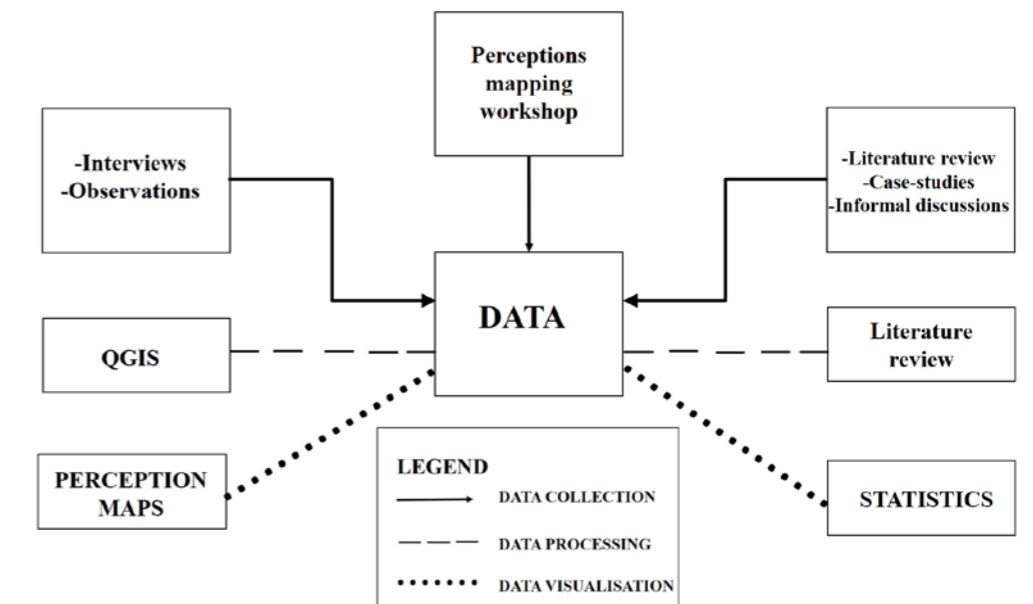 Perceptions
mapping
workshop
-Interviews
-Observations
-Literature review
-Case-studies
-Informal discussions
DATA
QGIS
Literature
review
PERCEPTION
MAPS
STATISTICS
LEGEND
DATA COLLECTION
DATA PROCESSING
DATA VISUALISATION